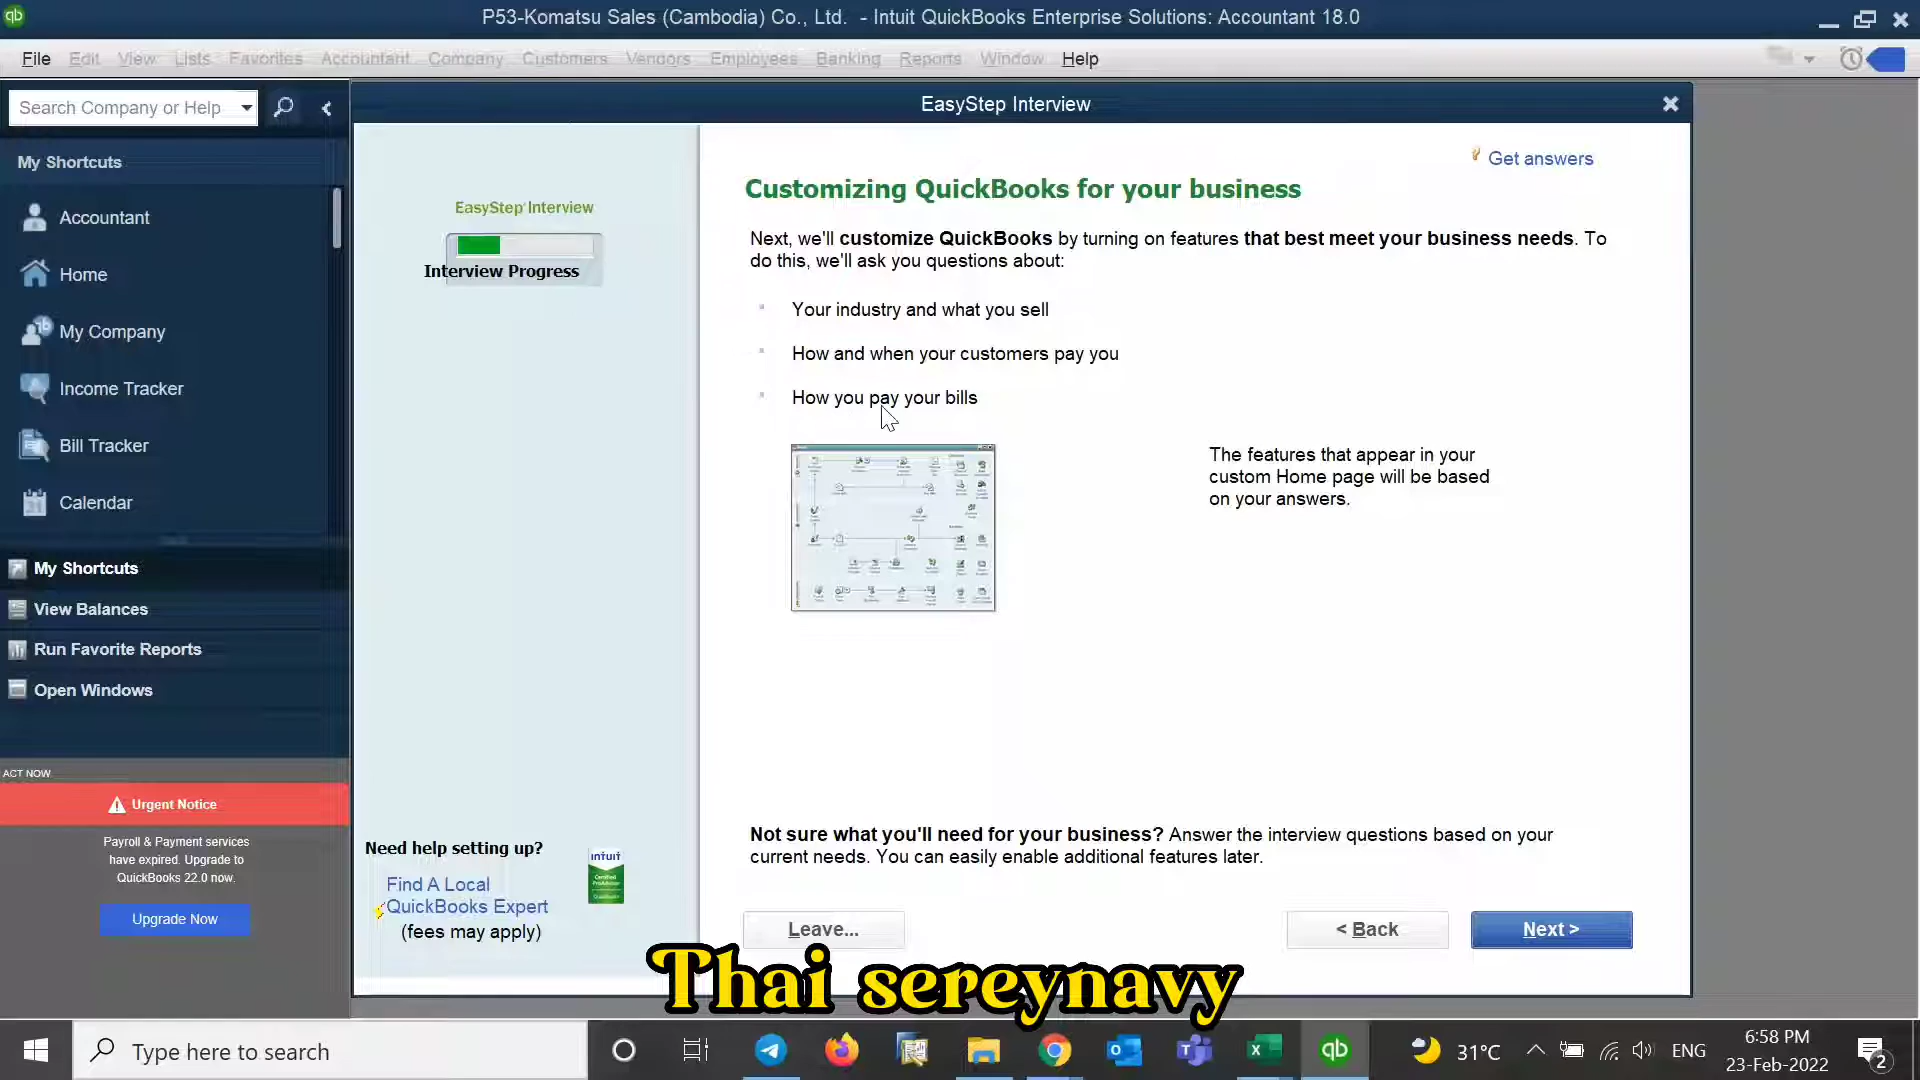 P53-Komatsu Sales (Cambodia) Co., Ltd. - Intuit QuickBooks Enterprise Solutions: Accountant 18.0
File Edit View Lists Favorites Accountant Company Customers Vendors Employees Banking Reports Window Help
Search Company or Help
My Shortcuts
Accountant
Home
My Company
Income Tracker
Bill Tracker
Calendar
My Shortcuts
View Balances
Run Favorite Reports
Open Windows
ACT NOW
Urgent Notice
Payroll & Payment services
have expired. Upgrade to
QuickBooks 22.0 now.
Upgrade Now
EasyStep Interview
EasyStep Interview
Interview Progress
Need help setting up?
Find A Local
QuickBooks Expert
(fees may apply)
intuit
Get answers
Customizing QuickBooks for your business
Next, we'll customize QuickBooks by turning on features that best meet your business needs. To
do this, we'll ask you questions about:
Your industry and what you sell
How and when your customers pay you
How you pay your bills
The features that appear in your
custom Home page will be based
on your answers.
Not sure what you'll need for your business? Answer the interview questions based on your
current needs. You can easily enable additional features later.
Leave...
< Back
Next >
Thai sereynavy
Type here to search
31°C
ENG
6:58 PM
23-Feb-2022
2